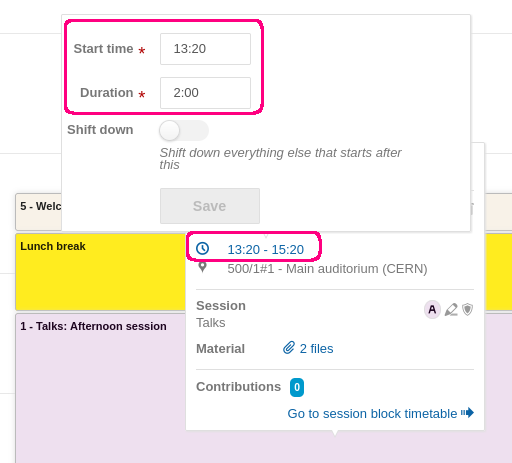 Start time * 13:20
Duration * 2:00
Shift down
Shift down everything else that starts after
this
Save
5 - Welc
Lunch break
13:20 - 15:20
500/1#1 - Main auditorium (CERN)
1 - Talks: Afternoon session
Session
A
Talks
Material 2 files
Contributions 0
Go to session block timetable